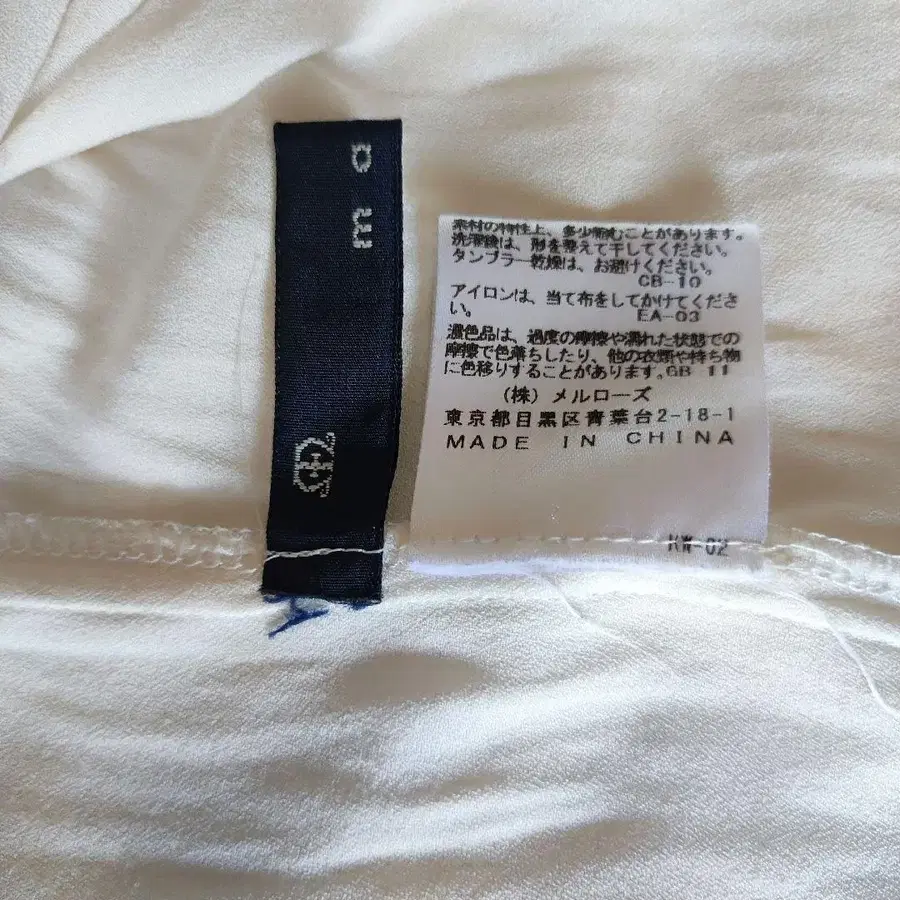 素材の特性上、多少縮むことがあります。
洗濯後は、形を整えて干してください。
タンブラー乾燥は、お避けください。
CB-10
アイロンは、当て布をしてかけてくださ
い。
EA-03
濃色品は、過度の摩擦や濡れた状態での
摩擦で色落ちしたり、他の衣類や持ち物
に色移りすることがあります。GB-11
(株) メルローズ
東京都目黒区青葉台2-18-1
MADE IN CHINA
KW-02